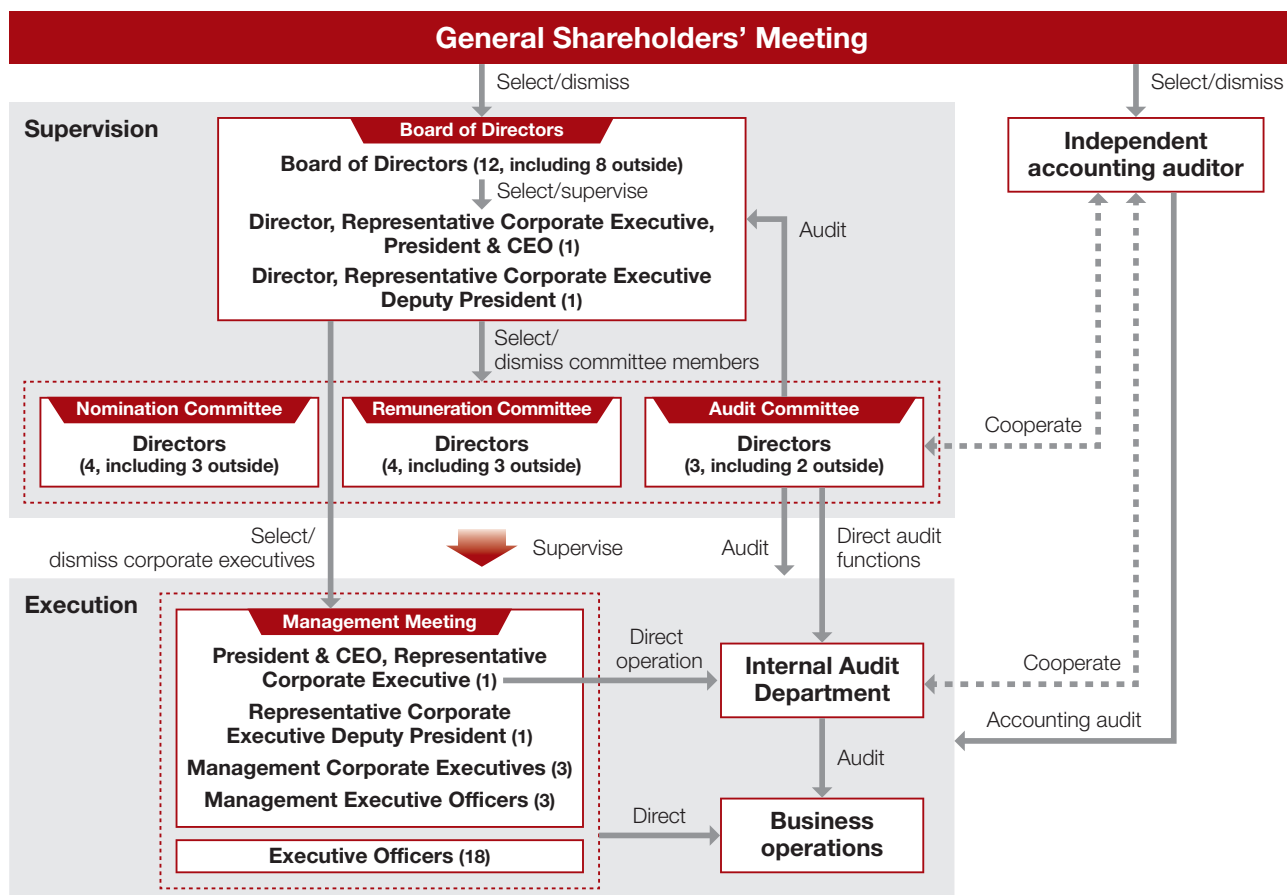 General Shareholders’ Meeting
Select/dismiss
Select/dismiss
Supervision
Board of Directors
Board of Directors (12, including 8 outside)
Select/supervise
Director, Representative Corporate Executive,
President & CEO (1)
Director, Representative Corporate Executive
Deputy President (1)
Independent
accounting auditor
Audit
Select/
dismiss committee members
Nomination Committee
Directors
(4, including 3 outside)
Remuneration Committee
Directors
(4, including 3 outside)
Audit Committee
Directors
(3, including 2 outside)
Cooperate
Select/
dismiss corporate executives
Supervise
Audit
Direct audit
functions
Execution
Management Meeting
President & CEO, Representative
Corporate Executive (1)
Representative Corporate
Executive Deputy President (1)
Management Corporate Executives (3)
Management Executive Officers (3)
Executive Officers (18)
Direct
operation
Internal Audit
Department
Cooperate
Accounting audit
Audit
Direct
Business
operations